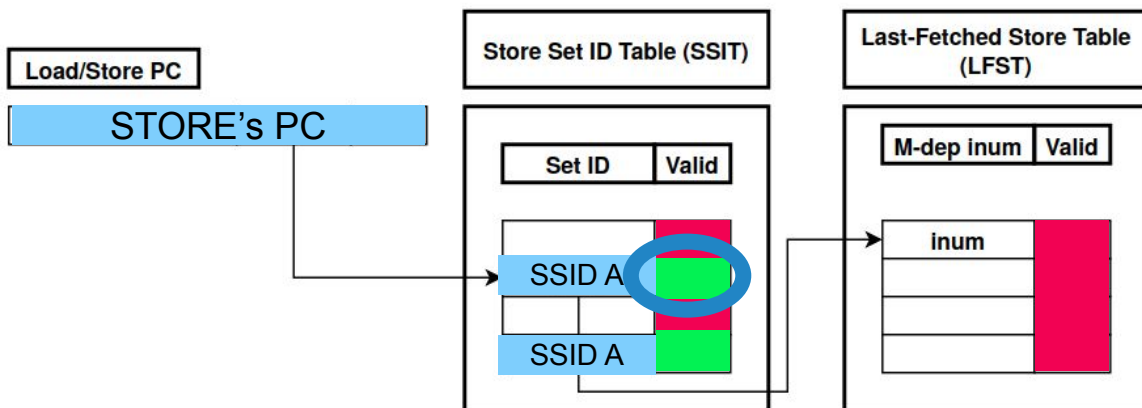 Load/Store PC
STORE's PC
Store Set ID Table (SSIT)
Set ID Valid
SSID A
SSID A
Last-Fetched Store Table
(LFST)
M-dep inum Valid
inum